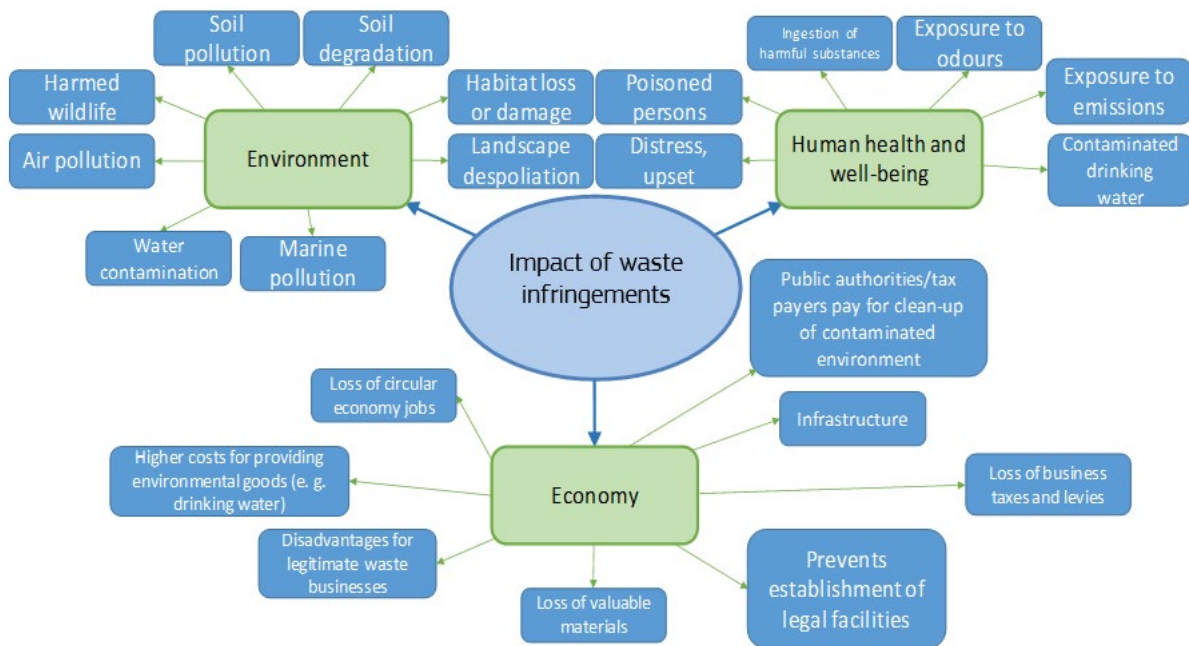 Soil
pollution
Soil
degradation
Harmed
wildlife
Habitat loss
or damage
Air pollution
Environment
Landscape
despoliation
Water
contamination
Marine
pollution
Ingestion of
harmful substances
Exposure to
odours
Poisoned
persons
Exposure to
emissions
Distress,
upset
Human health and
well-being
Contaminated
drinking
water
Impact of waste
infringements
Public authorities/tax
payers pay for clean-up
of contaminated
environment
Loss of circular
economy jobs
Infrastructure
Higher costs for providing
environmental goods (e. g.
drinking water)
Economy
Loss of business
taxes and levies
Disadvantages for
legitimate waste
businesses
Loss of valuable
materials
Prevents
establishment of
legal facilities